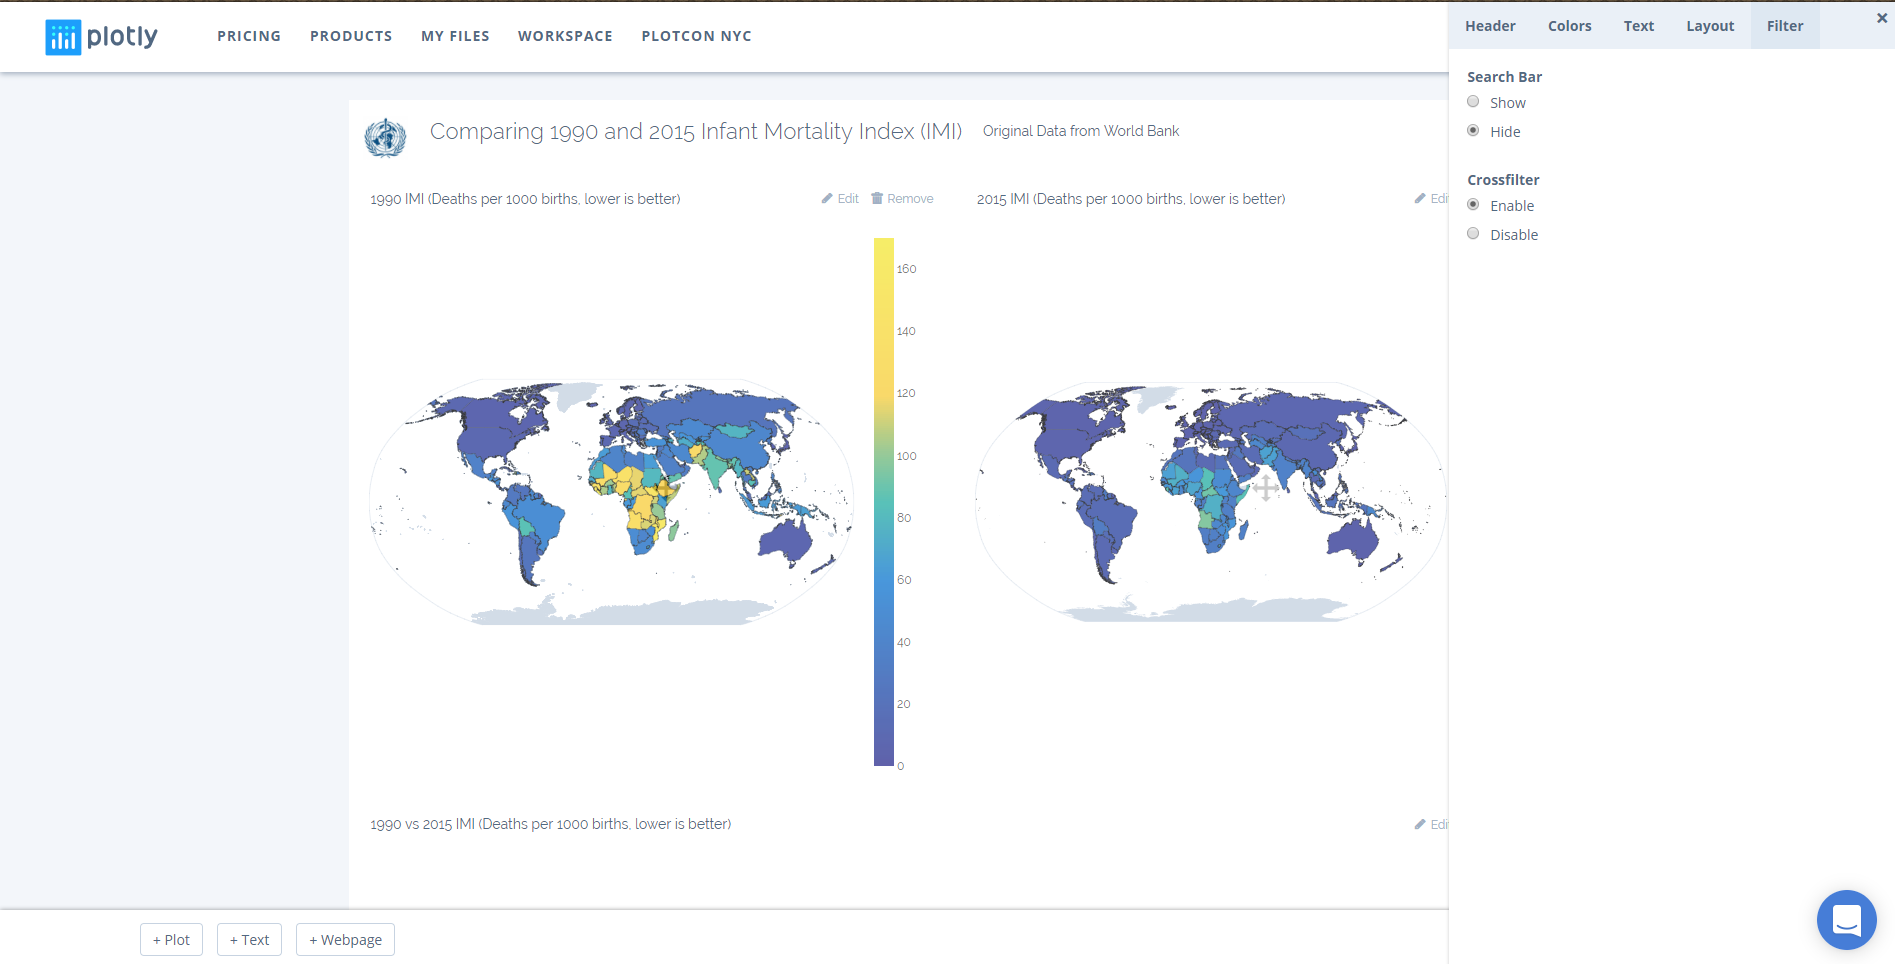 plotly
PRICING PRODUCTS MY FILES WORKSPACE PLOTCON NYC
Header Colors Text Layout Filter ×
Search Bar
Show
Hide
Crossfilter
Enable
Disable
Comparing 1990 and 2015 Infant Mortality Index (IMI) Original Data from World Bank
1990 IMI (Deaths per 1000 births, lower is better) Edit Remove
2015 IMI (Deaths per 1000 births, lower is better)
160
140
120
100
80
60
40
20
0
1990 vs 2015 IMI (Deaths per 1000 births, lower is better)
+ Plot + Text + Webpage